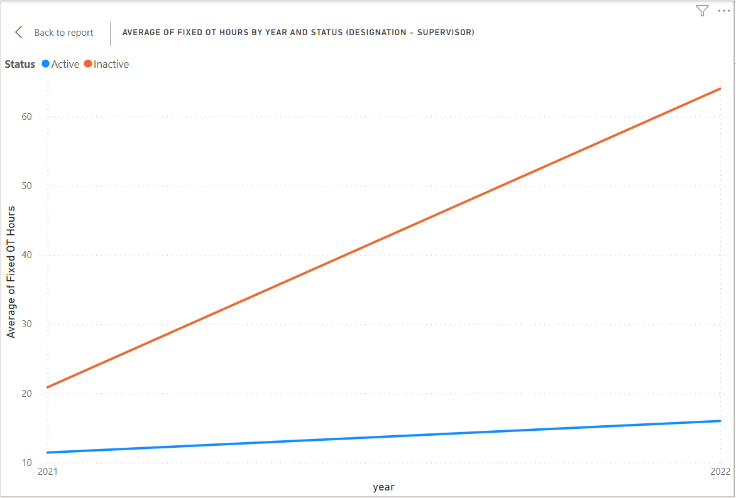 Back to report
AVERAGE OF FIXED OT HOURS BY YEAR AND STATUS (DESIGNATION - SUPERVISOR)
Status Active Inactive
60
50
40
30
20
10
Average of Fixed OT Hours
2021 2022
year